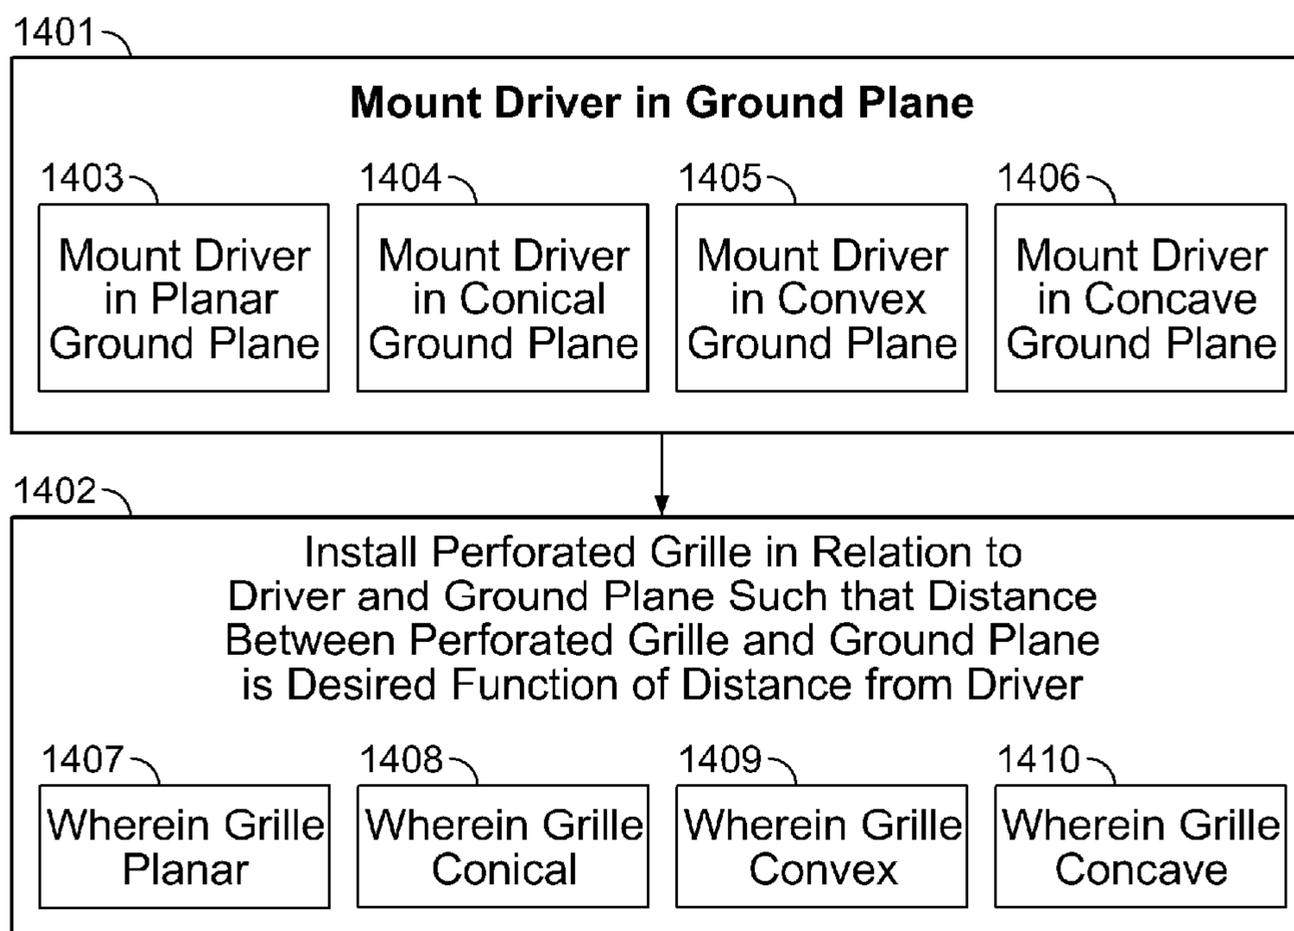 1401
Mount Driver in Ground Plane
1403
Mount Driver
in Planar
Ground Plane
1404
Mount Driver
in Conical
Ground Plane
1405
Mount Driver
in Convex
Ground Plane
1406
Mount Driver
in Concave
Ground Plane
1402
Install Perforated Grille in Relation to
Driver and Ground Plane Such that Distance
Between Perforated Grille and Ground Plane
is Desired Function of Distance from Driver
1407
Wherein Grille
Planar
1408
Wherein Grille
Conical
1409
Wherein Grille
Convex
1410
Wherein Grille
Concave